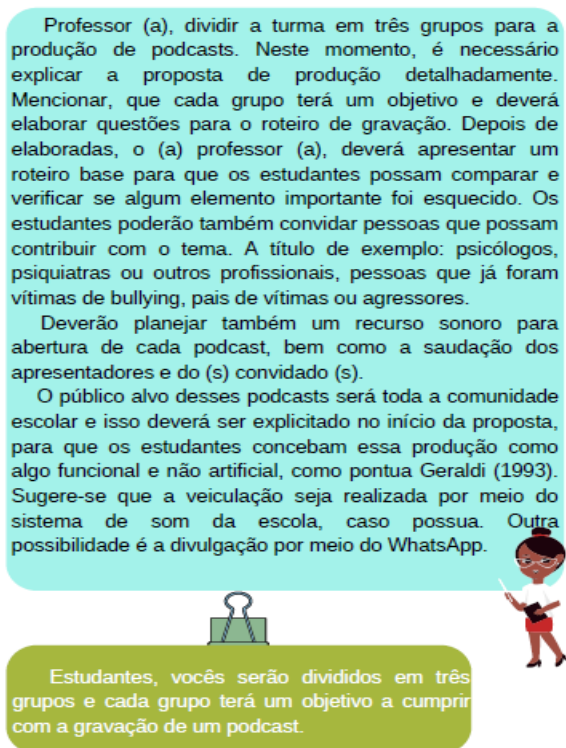 Professor (a), dividir a turma em três grupos para a
produção de podcasts. Neste momento, é necessário
explicar a proposta de produção detalhadamente.
Mencionar, que cada grupo terá um objetivo e deverá
elaborar questões para o roteiro de gravação. Depois de
elaboradas, o (a) professor (a), deverá apresentar um
roteiro base para que os estudantes possam comparar e
verificar se algum elemento importante foi esquecido. Os
estudantes poderão também convidar pessoas que possam
contribuir com o tema. A título de exemplo: psicólogos,
psiquiatras ou outros profissionais, pessoas que já foram
vítimas de bullying, pais de vítimas ou agressores.
Deverão planejar também um recurso sonoro para
abertura de cada podcast, bem como a saudação dos
apresentadores e do (s) convidado (s).
O público alvo desses podcasts será toda a comunidade
escolar e isso deverá ser explicitado no início da proposta,
para que os estudantes concebam essa produção como
algo funcional e não artificial, como pontua Geraldi (1993).
Sugere-se que a veiculação seja realizada por meio do
sistema de som da escola, caso possua. Outra
possibilidade é a divulgação por meio do WhatsApp.
Estudantes, vocês serão divididos em três
grupos e cada grupo terá um objetivo a cumprir
com a gravação de um podcast.